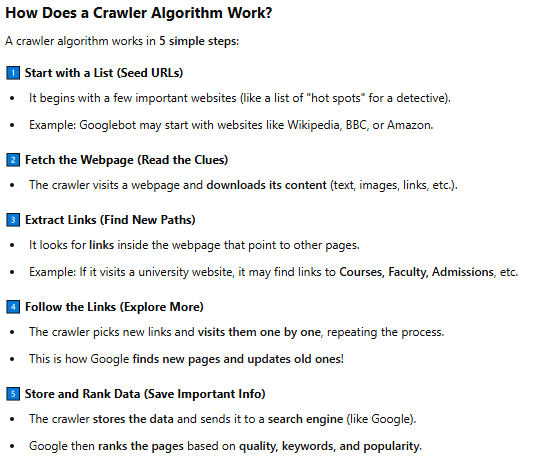 How Does a Crawler Algorithm Work?
A crawler algorithm works in 5 simple steps:
1 Start with a List (Seed URLs)
• It begins with a few important websites (like a list of "hot spots" for a detective).
• Example: Googlebot may start with websites like Wikipedia, BBC, or Amazon.
2 Fetch the Webpage (Read the Clues)
• The crawler visits a webpage and downloads its content (text, images, links, etc.).
3 Extract Links (Find New Paths)
• It looks for links inside the webpage that point to other pages.
• Example: If it visits a university website, it may find links to Courses, Faculty, Admissions, etc.
4 Follow the Links (Explore More)
• The crawler picks new links and visits them one by one, repeating the process.
• This is how Google finds new pages and updates old ones!
5 Store and Rank Data (Save Important Info)
• The crawler stores the data and sends it to a search engine (like Google).
• Google then ranks the pages based on quality, keywords, and popularity.